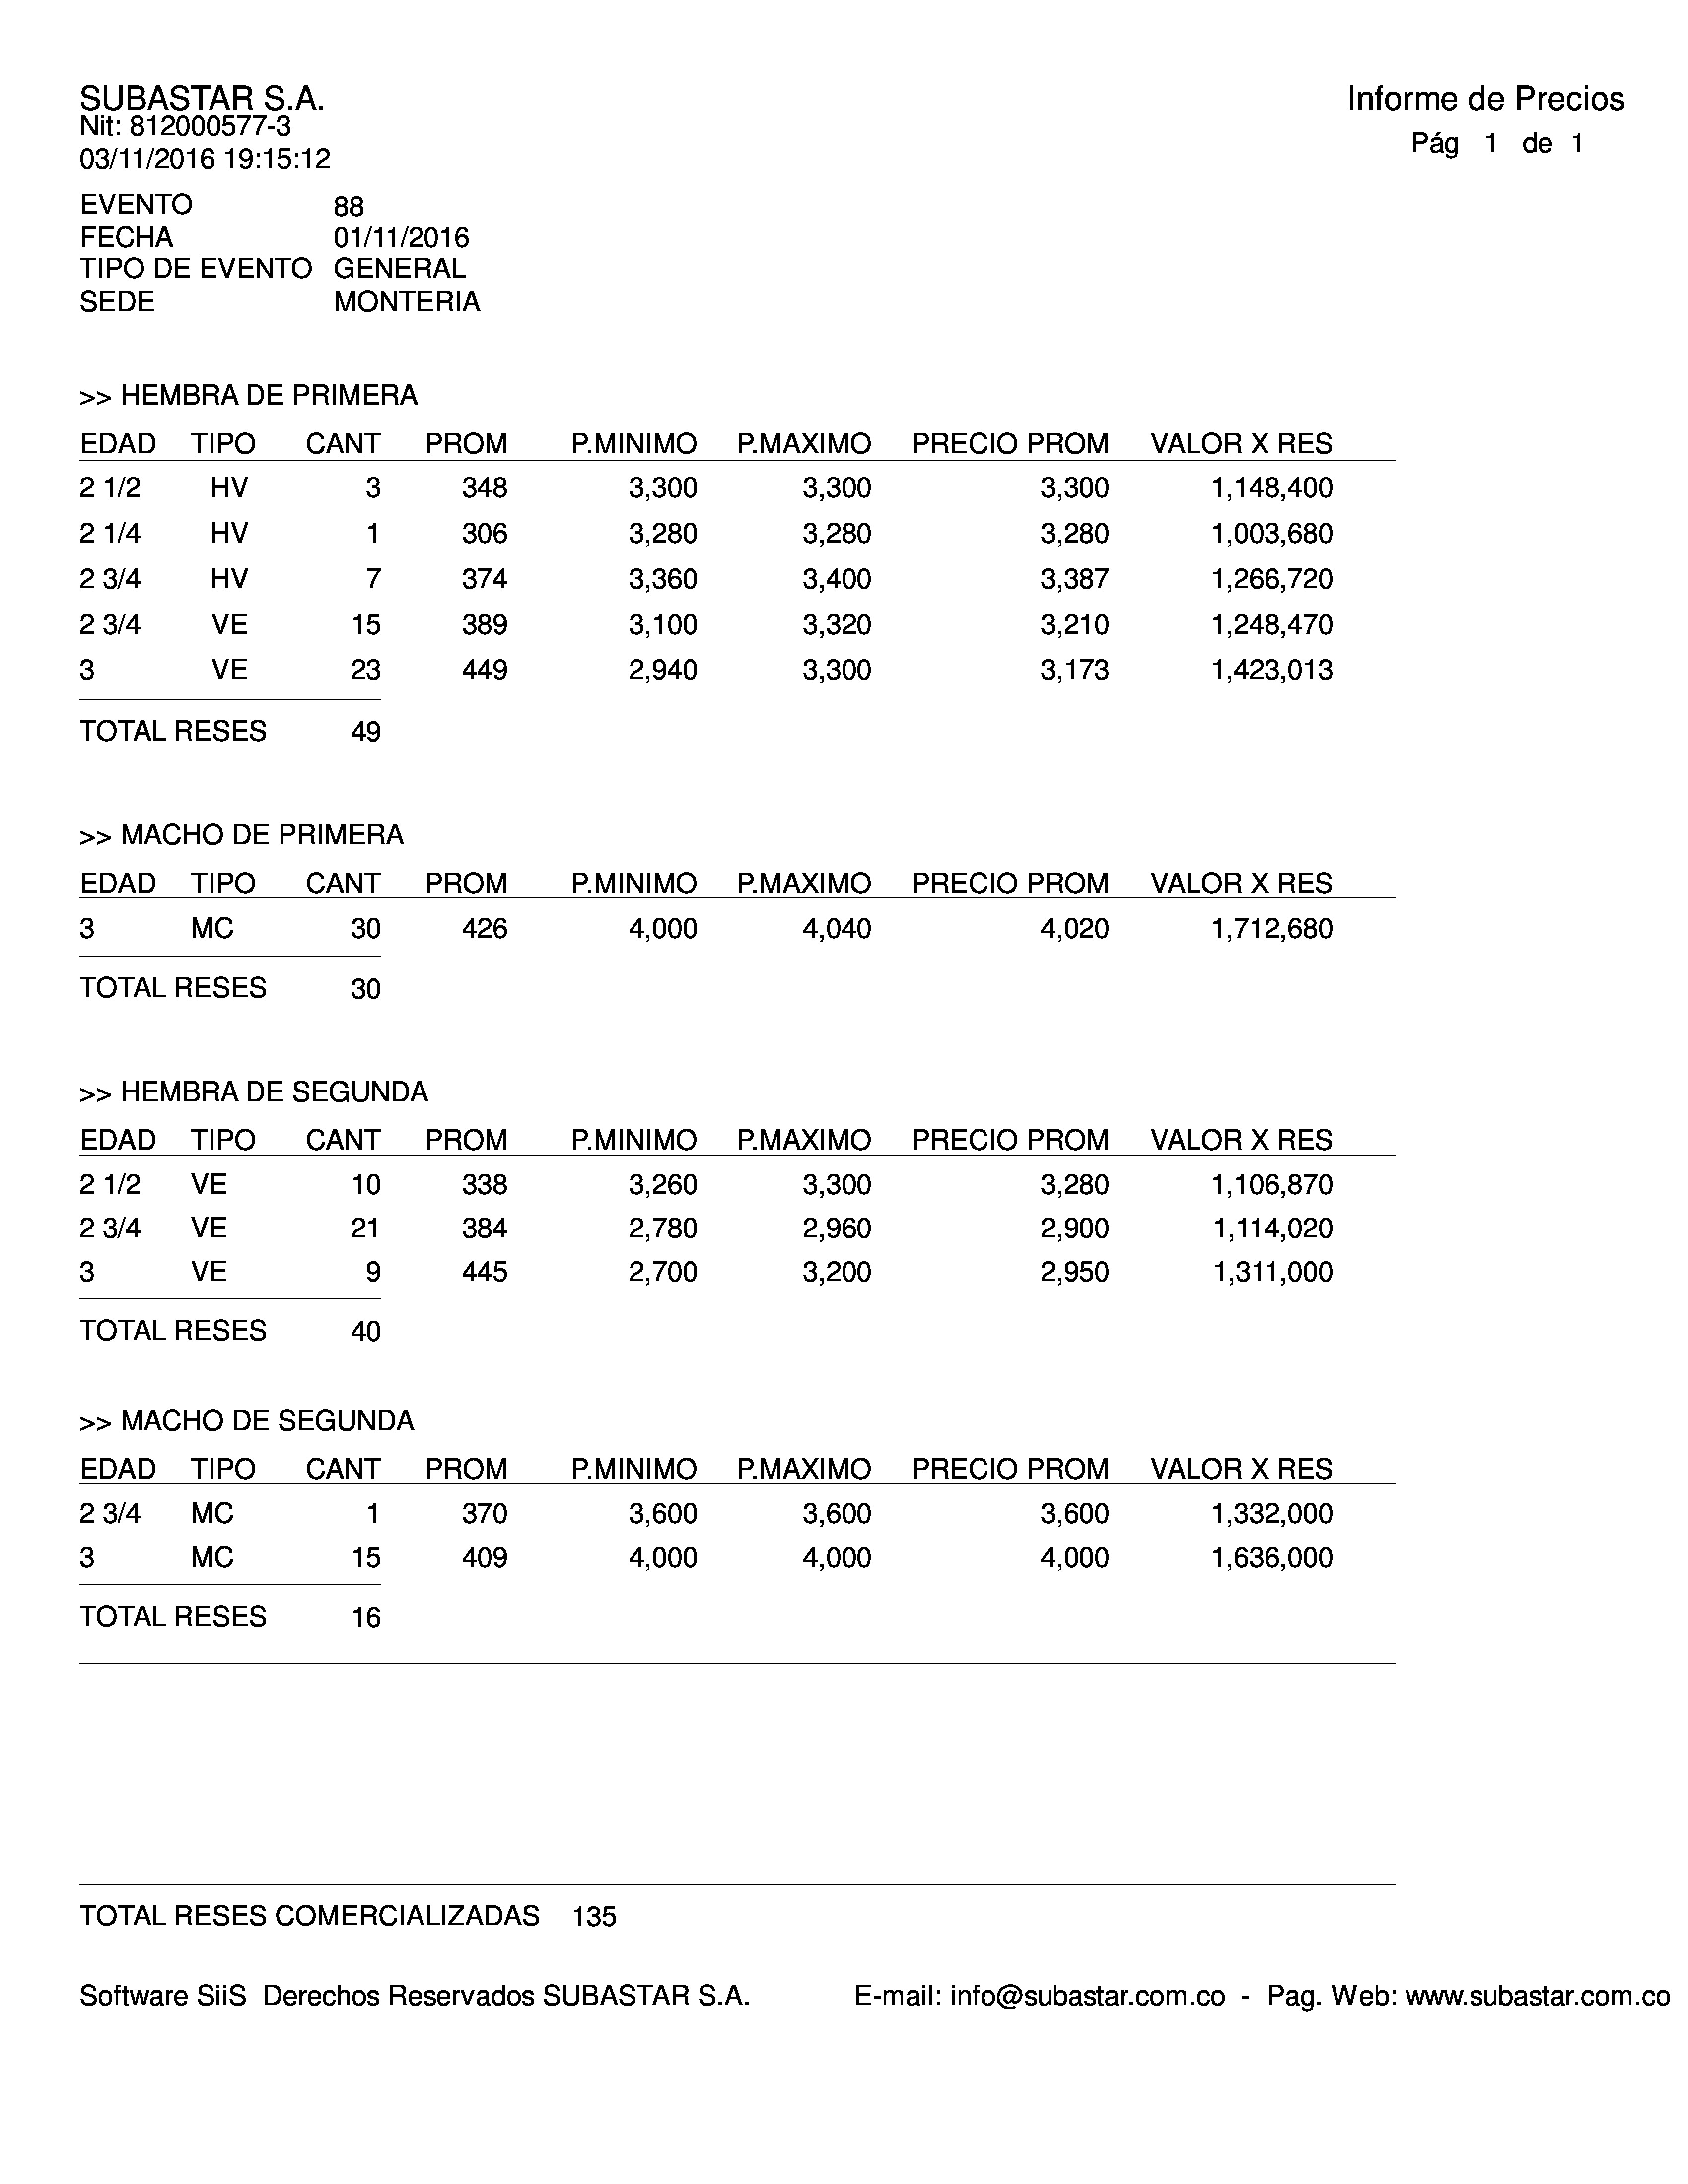 SUBASTAR S.A.
Informe de Precios
Nit: 812000577-3
Pág 1 de 1
03/11/2016 19:15:12
EVENTO 88
FECHA 01/11/2016
TIPO DE EVENTO GENERAL
SEDE MONTERIA
>> HEMBRA DE PRIMERA
EDAD TIPO CANT PROM P.MINIMO P.MAXIMO PRECIO PROM VALOR X RES
2 1/2 HV 3 348 3,300 3,300 3,300 1,148,400
2 1/4 HV 1 306 3,280 3,280 3,280 1,003,680
2 3/4 HV 7 374 3,360 3,400 3,387 1,266,720
2 3/4 VE 15 389 3,100 3,320 3,210 1,248,470
3 VE 23 449 2,940 3,300 3,173 1,423,013
TOTAL RESES 49
>> MACHO DE PRIMERA
EDAD TIPO CANT PROM P.MINIMO P.MAXIMO PRECIO PROM VALOR X RES
3 MC 30 426 4,000 4,040 4,020 1,712,680
TOTAL RESES 30
>> HEMBRA DE SEGUNDA
EDAD TIPO CANT PROM P.MINIMO P.MAXIMO PRECIO PROM VALOR X RES
2 1/2 VE 10 338 3,260 3,300 3,280 1,106,870
2 3/4 VE 21 384 2,780 2,960 2,900 1,114,020
3 VE 9 445 2,700 3,200 2,950 1,311,000
TOTAL RESES 40
>> MACHO DE SEGUNDA
EDAD TIPO CANT PROM P.MINIMO P.MAXIMO PRECIO PROM VALOR X RES
2 3/4 MC 1 370 3,600 3,600 3,600 1,332,000
3 MC 15 409 4,000 4,000 4,000 1,636,000
TOTAL RESES 16
TOTAL RESES COMERCIALIZADAS 135
Software SiiS Derechos Reservados SUBASTAR S.A. E-mail: info@subastar.com.co - Pag. Web: www.subastar.com.co